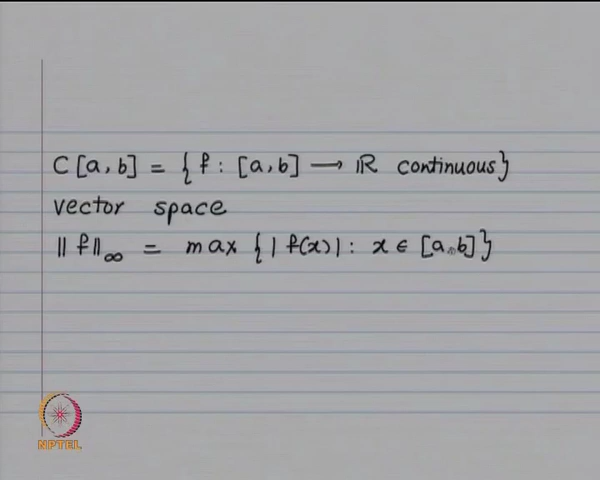 C[a,b] = {f : [a,b] ⟶ ℝ continuous}
vector space
‖f‖∞ = max {|f(x)| : x ∈ [a,b]}
NPTEL